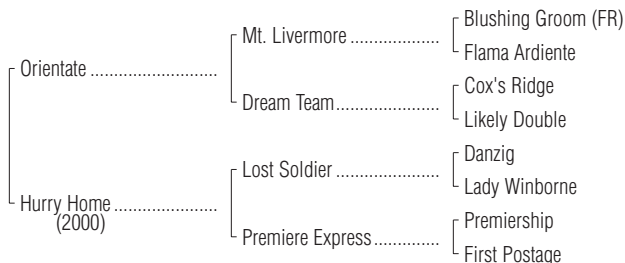 Blushing Groom (FR)
Mt. Livermore ...................
Flama Ardiente
Orientate ...........................
Cox's Ridge
Dream Team ......................
Likely Double
Danzig
Lost Soldier ......................
Lady Winborne
Hurry Home ......................
(2000)
Premiership
Premiere Express..............
First Postage